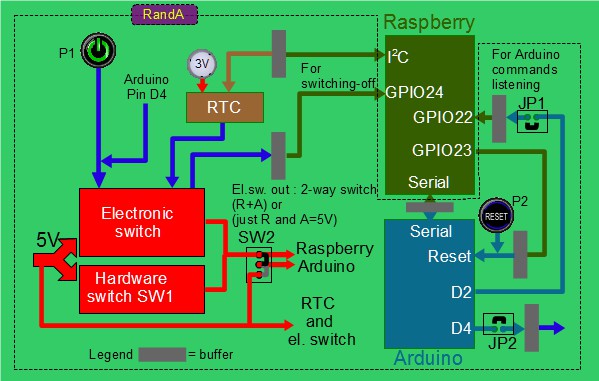 RandA
Raspberry
P1
3V
I²C
For
switching-off
For Arduino
commands
listening
Arduino
Pin D4
RTC
GPIO24
JP1
GPIO22
GPIO23
Serial
El.sw. out : 2-way switch
(R+A) or
(just R and A=5V)
P2
RESET
Electronic
switch
Serial
SW2
5V
Raspberry
Arduino
Reset
Hardware
switch SW1
D2
RTC
and
el. switch
D4
JP2
Legend
= buffer
Arduino